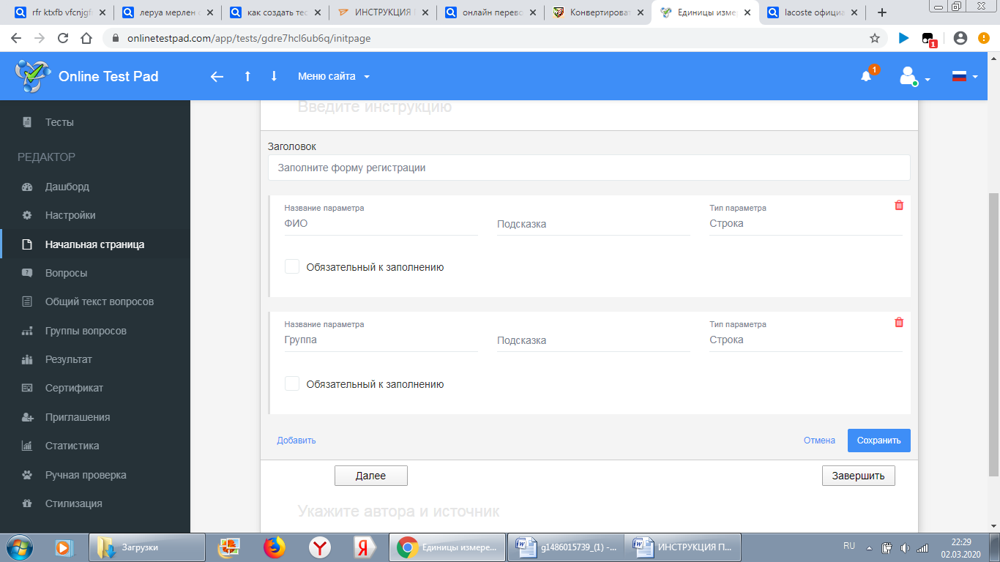 rfr ktxfb vfcnjgf
леруа мерлен
как создать тес
ИНСТРУКЦИЯ
онлайн перево
Конвертироват
Единицы измер
lacoste официа
onlinetestpad.com/app/tests/gdre7hcl6ub6q/initpage
1
Online Test Pad
Меню сайта
1
Тесты
РЕДАКТОР
Дашборд
Настройки
Начальная страница
Вопросы
Общий текст вопросов
Группы вопросов
Результат
Сертификат
Приглашения
Статистика
Ручная проверка
Стилизация
Введите инструкцию
Заголовок
Заполните форму регистрации
Название параметра
ФИО
Подсказка
Тип параметра
Строка
Обязательный к заполнению
Название параметра
Группа
Подсказка
Тип параметра
Строка
Обязательный к заполнению
Добавить
Отмена
Сохранить
Далее
Завершить
Укажите автора и источник
Загрузки
Единицы измере...
g1486015739_(1) -...
ИНСТРУКЦИЯ П...
RU
22:29
02.03.2020